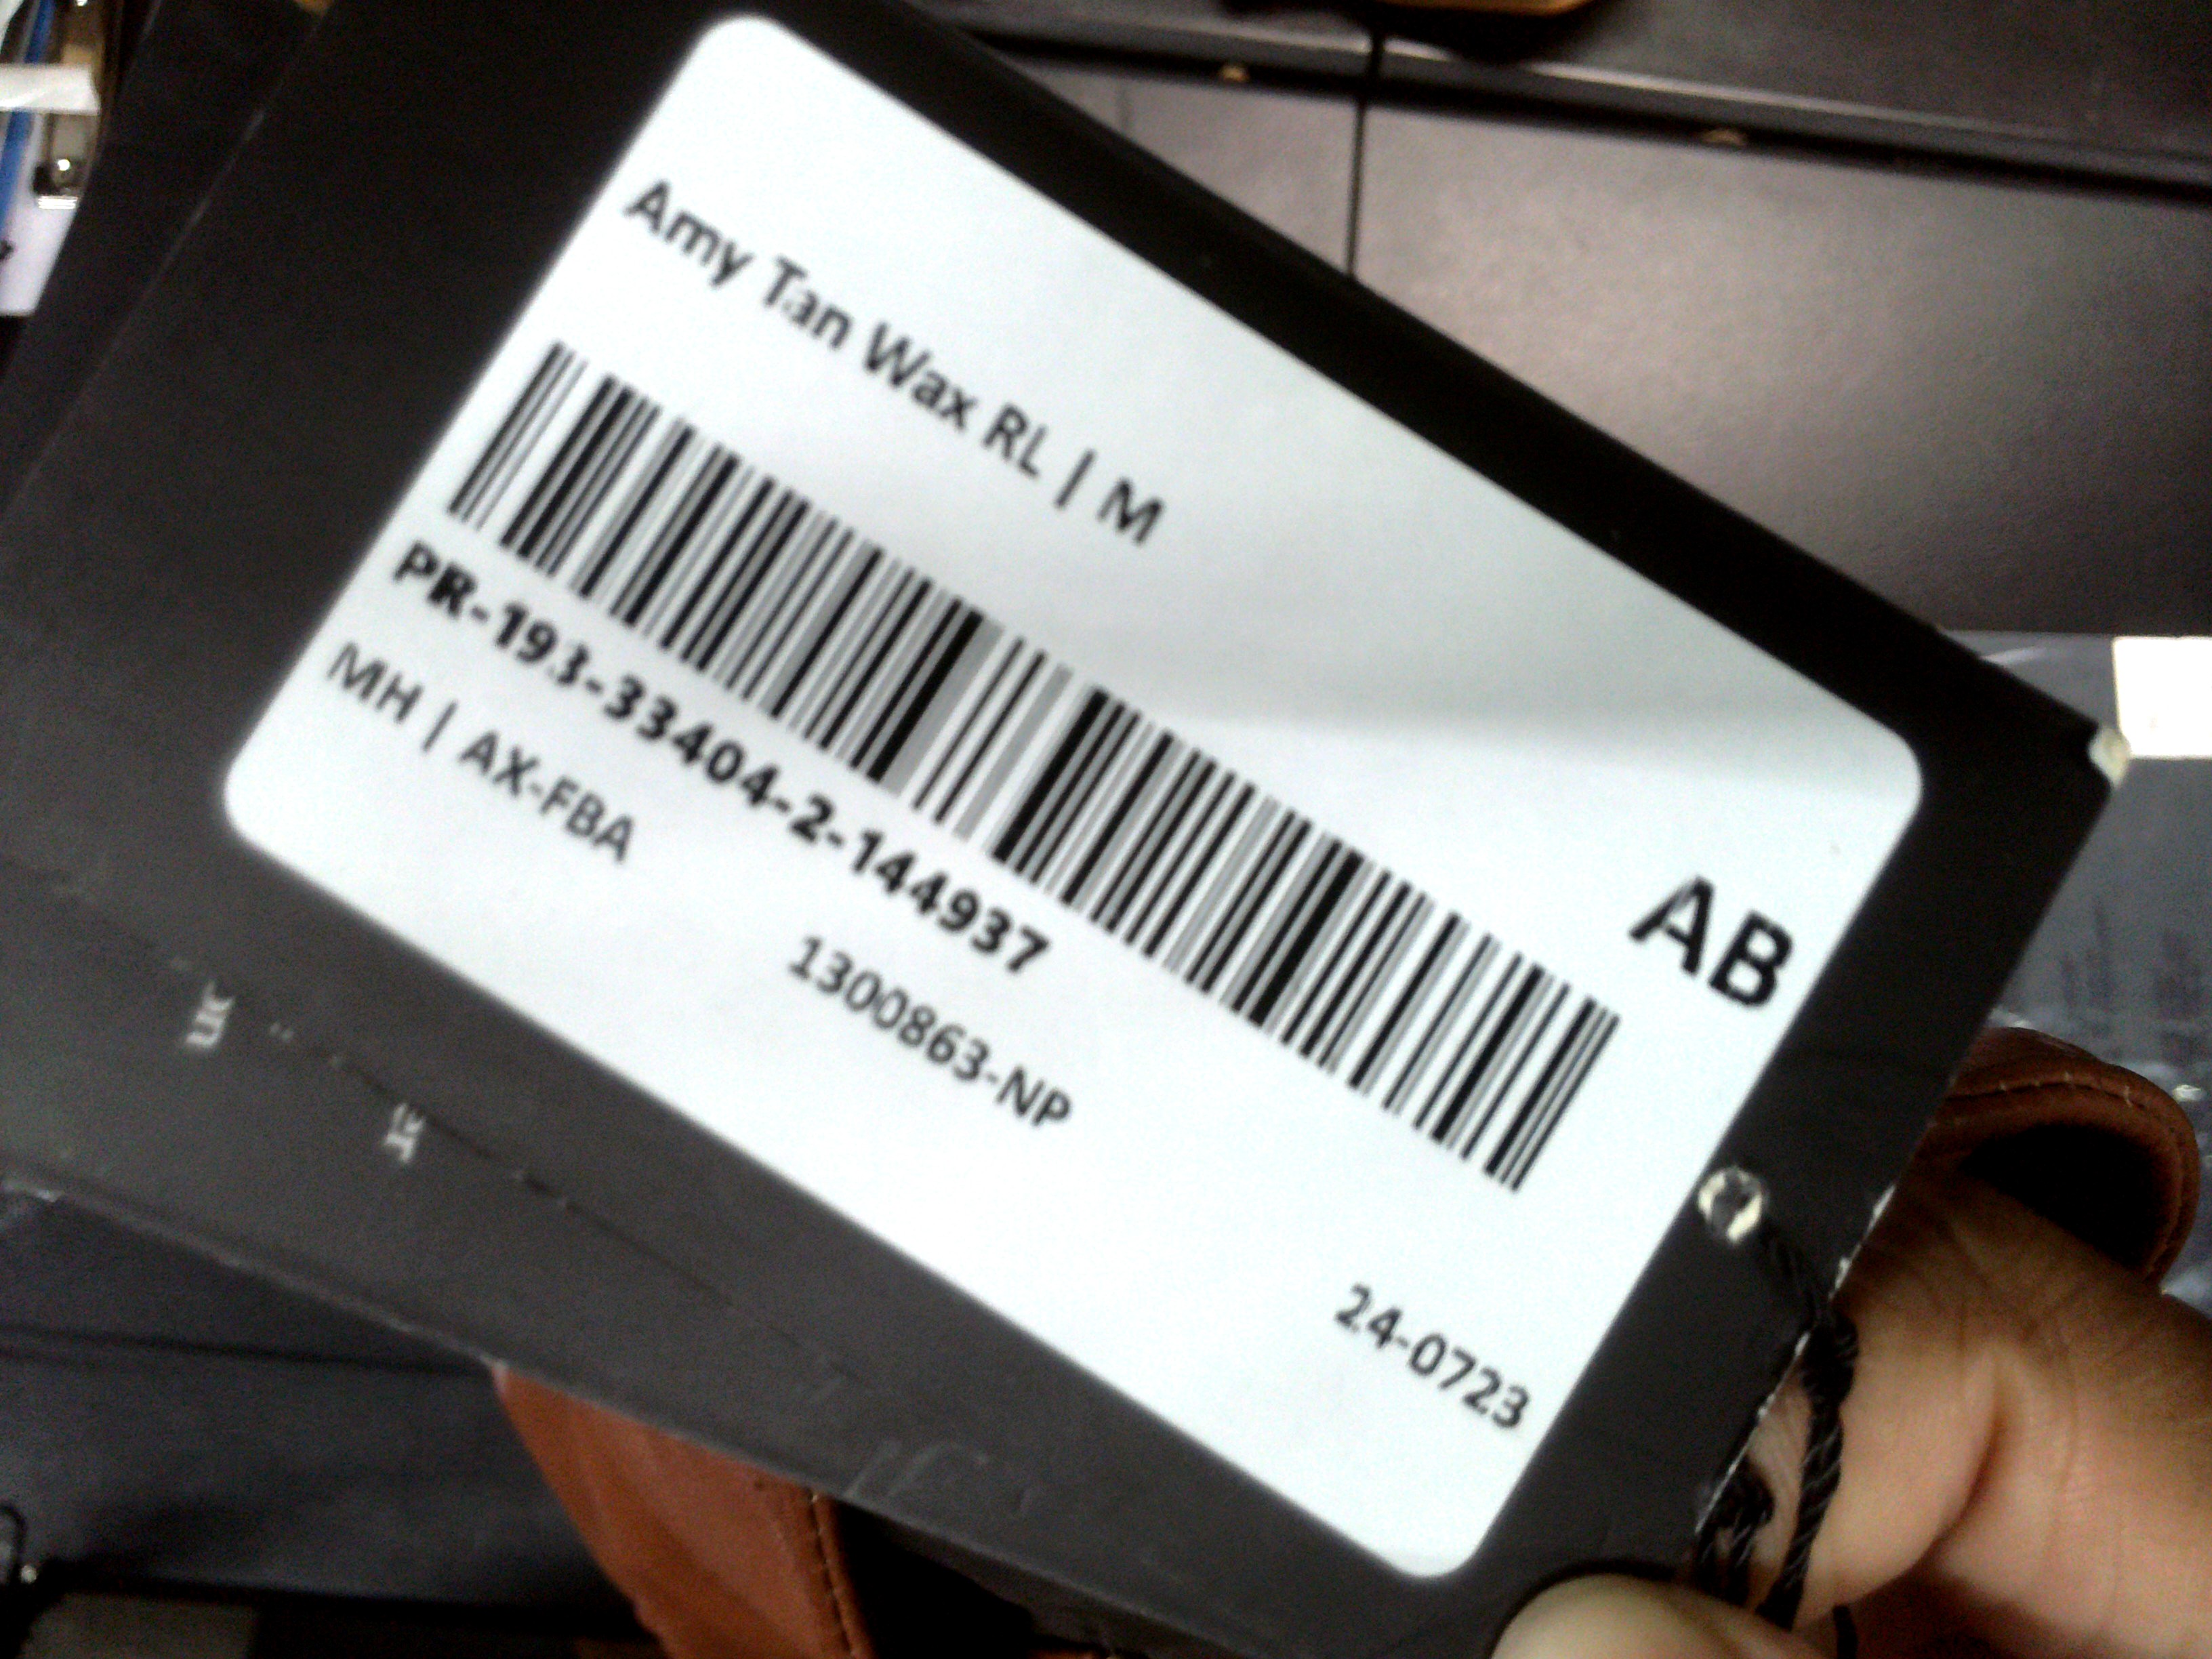 Amy Tan Wax RL | M
AB
PR-193-33404-2-144937
MH | AX-FBA
1300863-NP
24-0723